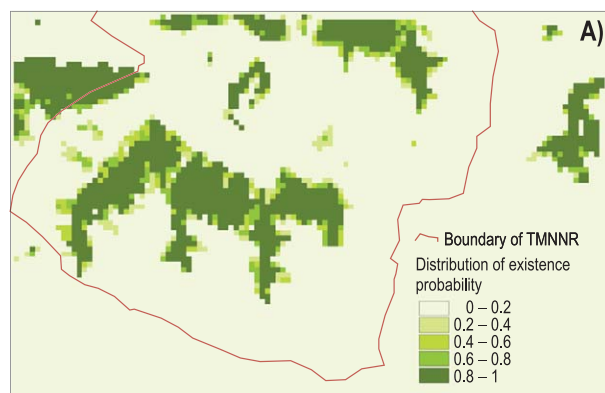 A)
Boundary of TMNNR
Distribution of existence
probability
0 – 0.2
0.2 – 0.4
0.4 – 0.6
0.6 – 0.8
0.8 – 1